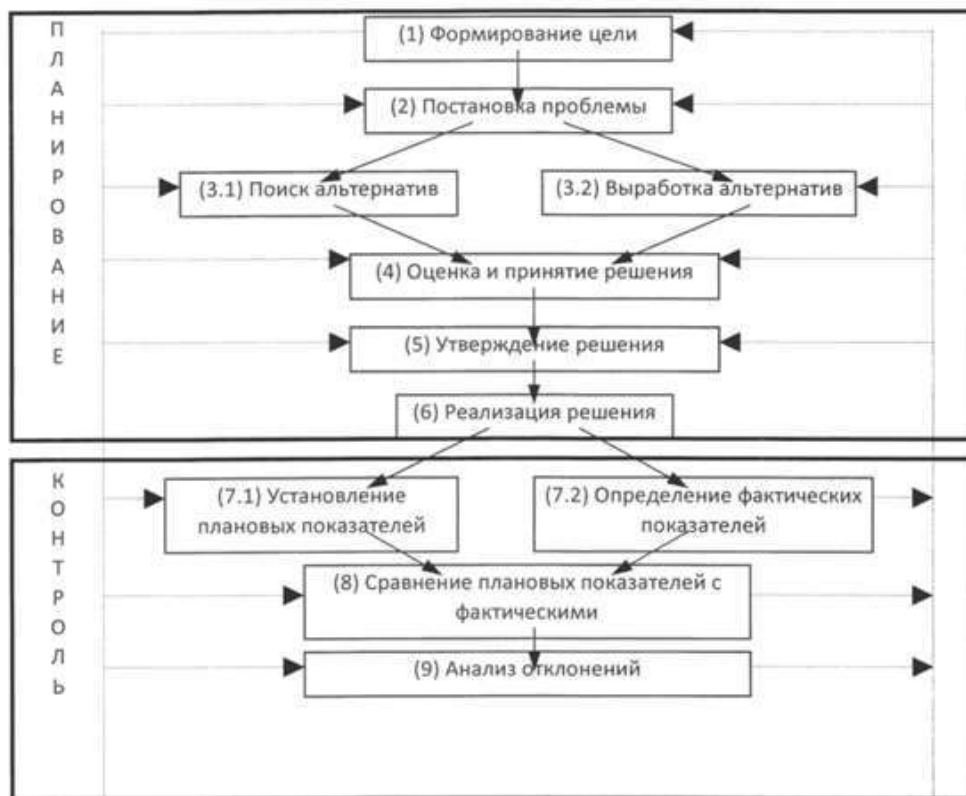 ПЛАНИРОВАНИЕ
(1) Формирование цели
(2) Постановка проблемы
(3.1) Поиск альтернатив
(3.2) Выработка альтернатив
(4) Оценка и принятие решения
(5) Утверждение решения
(6) Реализация решения
КОНТРОЛЬ
(7.1) Установление
плановых показателей
(7.2) Определение фактических
показателей
(8) Сравнение плановых показателей с
фактическими
(9) Анализ отклонений